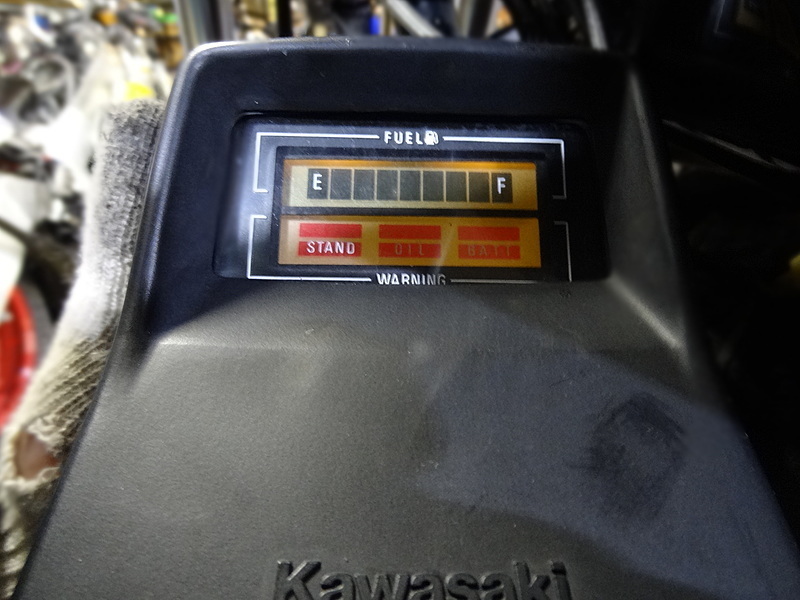 FUEL
E F
STAND OIL BATT
WARNING
Kawasaki